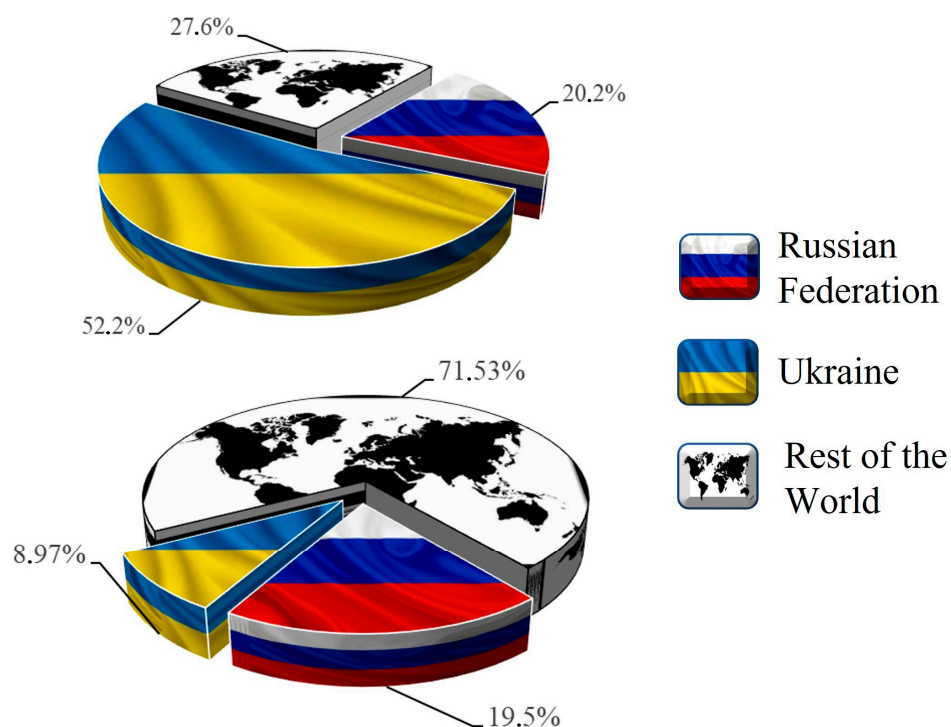 27.6%
20.2%
52.2%
71.53%
8.97%
19.5%
Russian
Federation
Ukraine
Rest of the
World